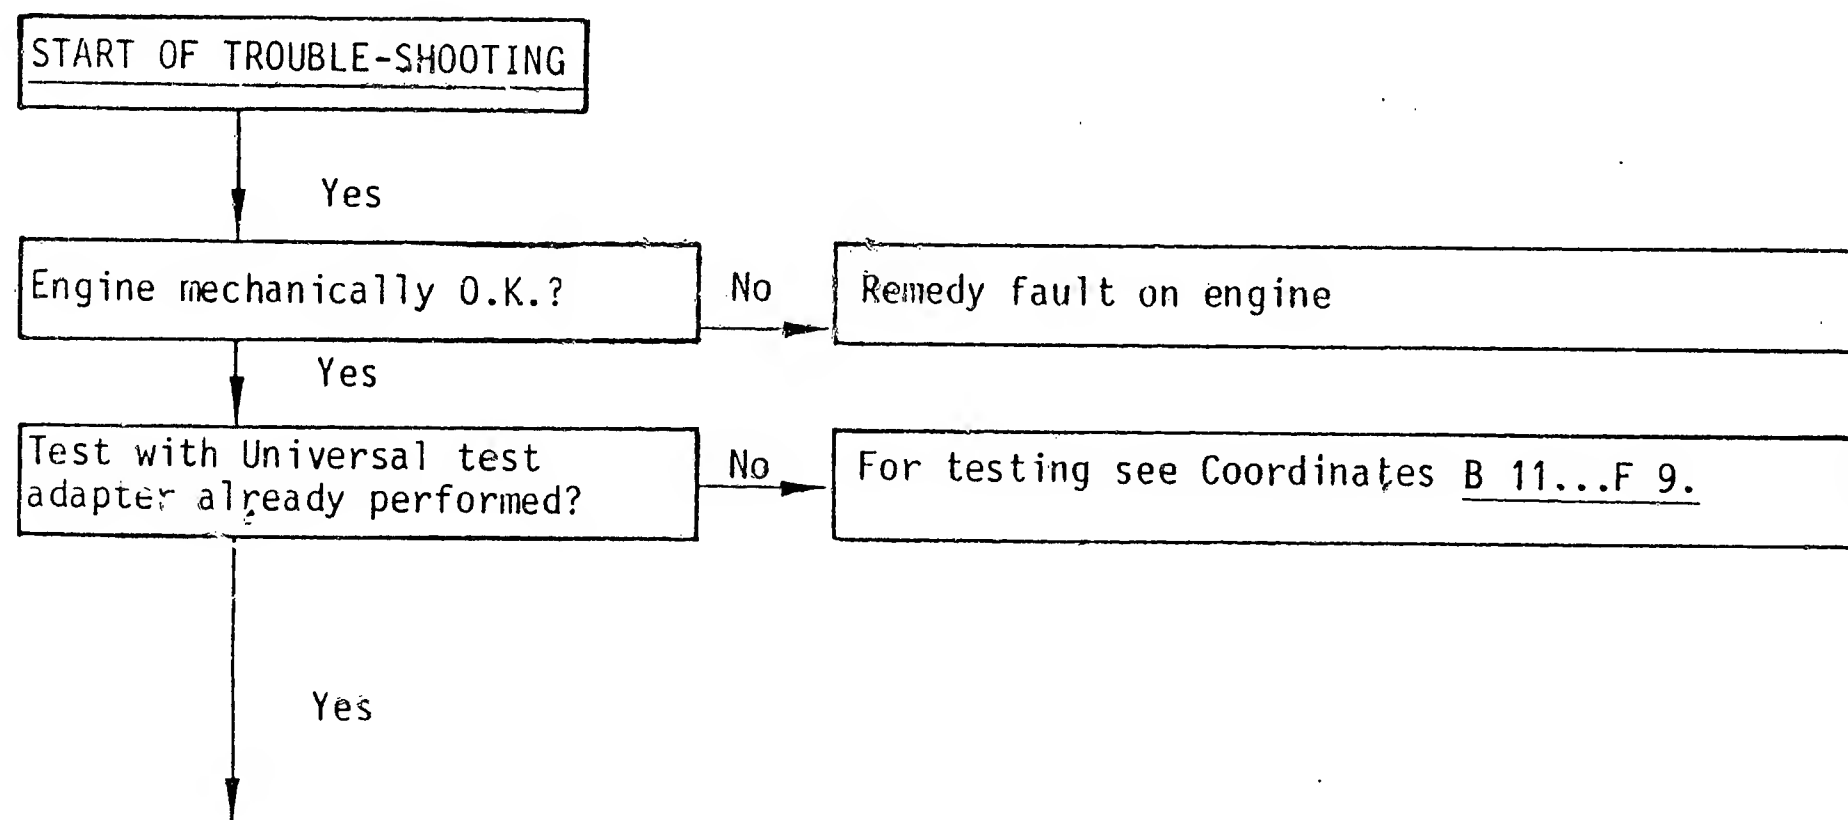 START OF TROUBLE-SHOOTING
Yes
Engine mechanically O.K.?
No
Remedy fault on engine
Yes
Test with Universal test
adapter already performed?
No
For testing see Coordinates B 11...F 9.
Yes